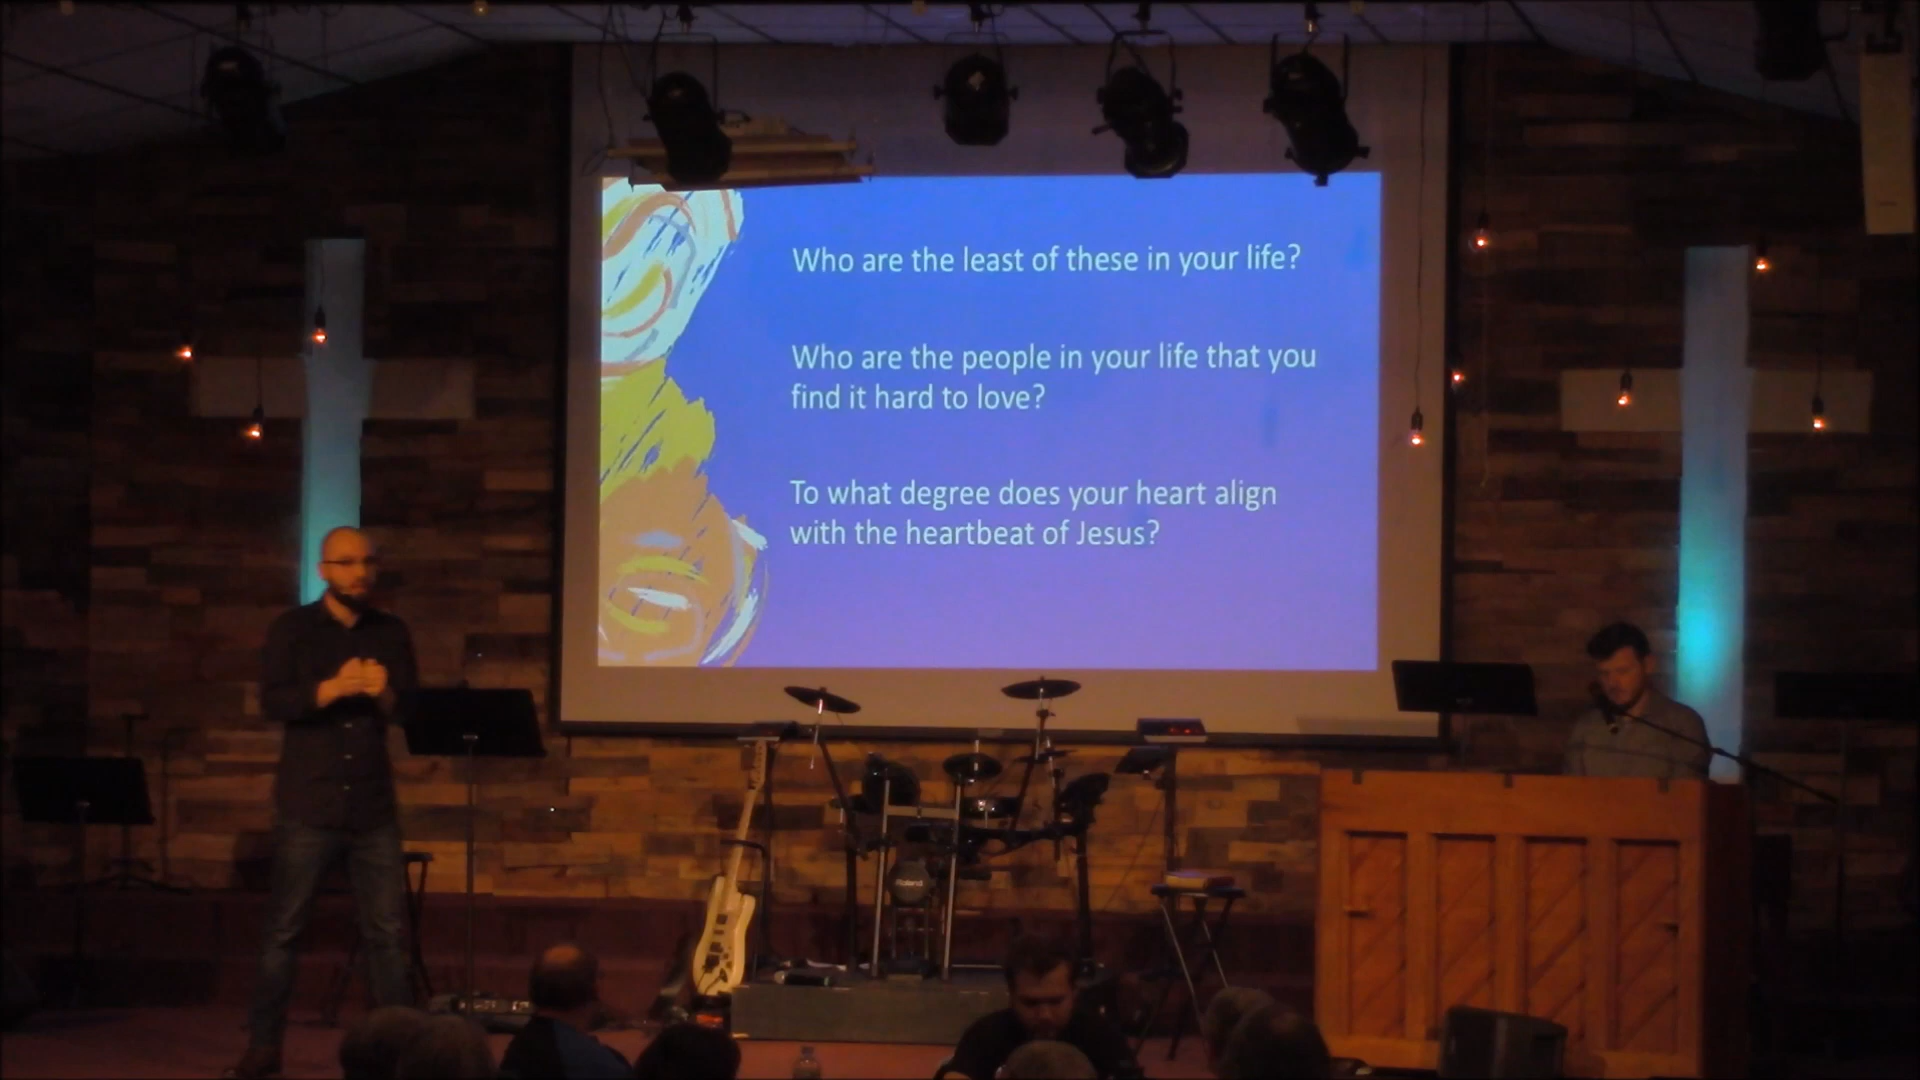 Who are the least of these in your life?
Who are the people in your life that you
find it hard to love?
To what degree does your heart align
with the heartbeat of Jesus?
Roland